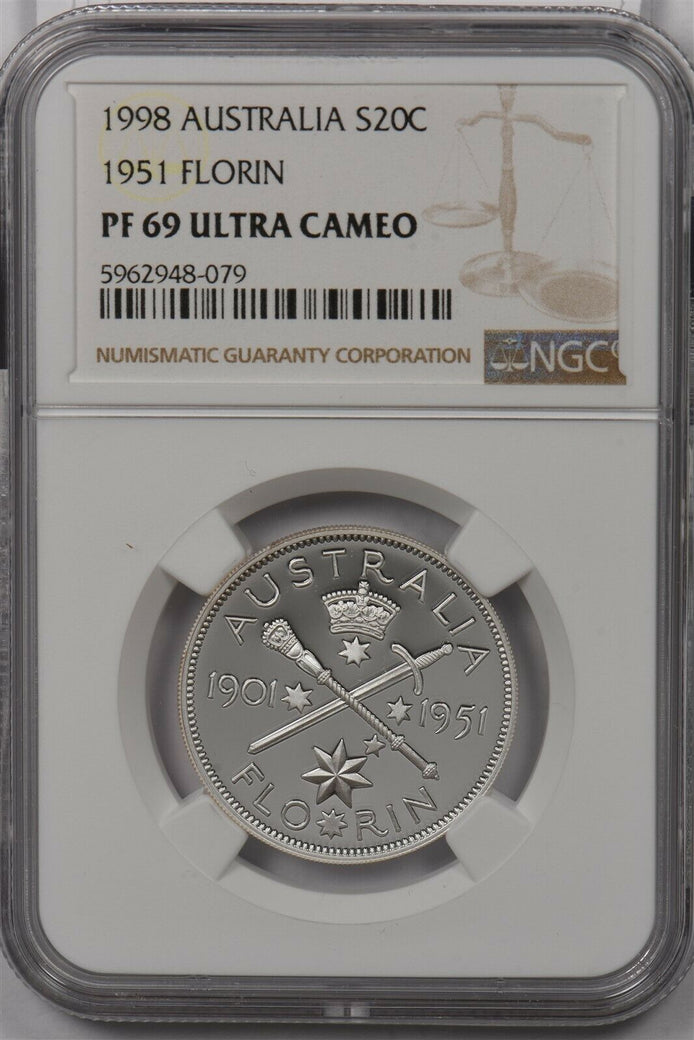 1998 AUSTRALIA S20C
1951 FLORIN
PF 69 ULTRA CAMEO
5962948-079
NUMISMATIC GUARANTY CORPORATION
NGC
AUSTRALIA
1901 1951
FLORIN